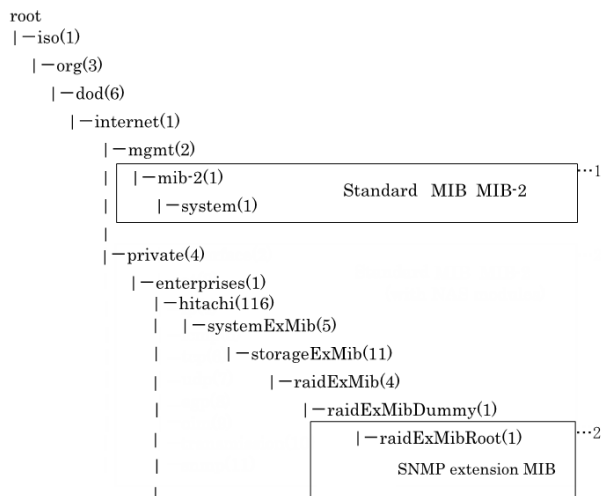 root
|－iso(1)
|－org(3)
|－dod(6)
|－internet(1)
|－mgmt(2)
| |－mib-2(1) …1
| Standard MIB MIB-2
| |－system(1)
|
|－private(4)
|－enterprises(1)
|－hitachi(116)
| |－systemExMib(5)
| |－storageExMib(11)
| |－raidExMib(4)
| |－raidExMibDummy(1)
| |－raidExMibRoot(1) …2
| SNMP extension MIB
|